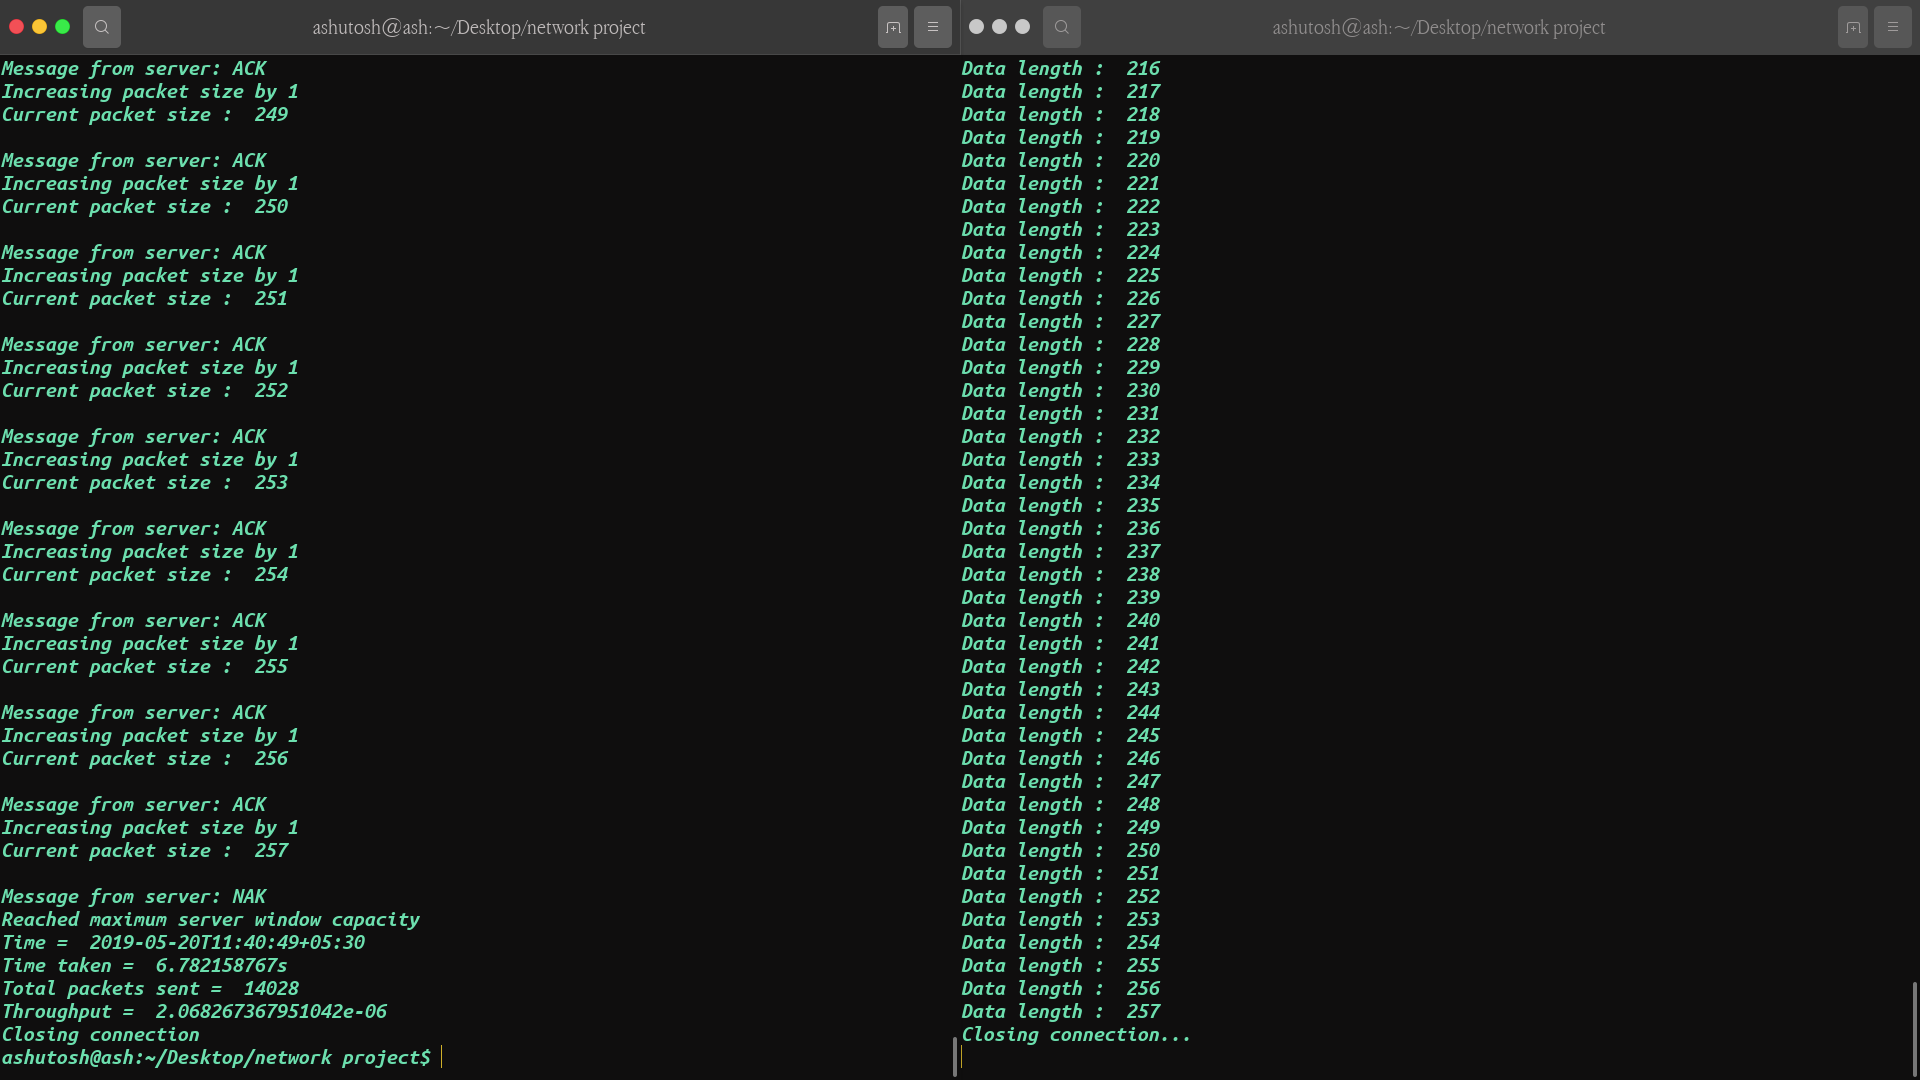 ashutosh@ash:~/Desktop/network project
Message from server: ACK
Increasing packet size by 1
Current packet size :  249
Message from server: ACK
Increasing packet size by 1
Current packet size :  250
Message from server: ACK
Increasing packet size by 1
Current packet size :  251
Message from server: ACK
Increasing packet size by 1
Current packet size :  252
Message from server: ACK
Increasing packet size by 1
Current packet size :  253
Message from server: ACK
Increasing packet size by 1
Current packet size :  254
Message from server: ACK
Increasing packet size by 1
Current packet size :  255
Message from server: ACK
Increasing packet size by 1
Current packet size :  256
Message from server: ACK
Increasing packet size by 1
Current packet size :  257
Message from server: NAK
Reached maximum server window capacity
Time =  2019-05-20T11:40:49+05:30
Time taken =  6.782158767s
Total packets sent =  14028
Throughput =  2.068267367951042e-06
Closing connection
ashutosh@ash:~/Desktop/network project$
ashutosh@ash:~/Desktop/network project
Data length :  216
Data length :  217
Data length :  218
Data length :  219
Data length :  220
Data length :  221
Data length :  222
Data length :  223
Data length :  224
Data length :  225
Data length :  226
Data length :  227
Data length :  228
Data length :  229
Data length :  230
Data length :  231
Data length :  232
Data length :  233
Data length :  234
Data length :  235
Data length :  236
Data length :  237
Data length :  238
Data length :  239
Data length :  240
Data length :  241
Data length :  242
Data length :  243
Data length :  244
Data length :  245
Data length :  246
Data length :  247
Data length :  248
Data length :  249
Data length :  250
Data length :  251
Data length :  252
Data length :  253
Data length :  254
Data length :  255
Data length :  256
Data length :  257
Closing connection...